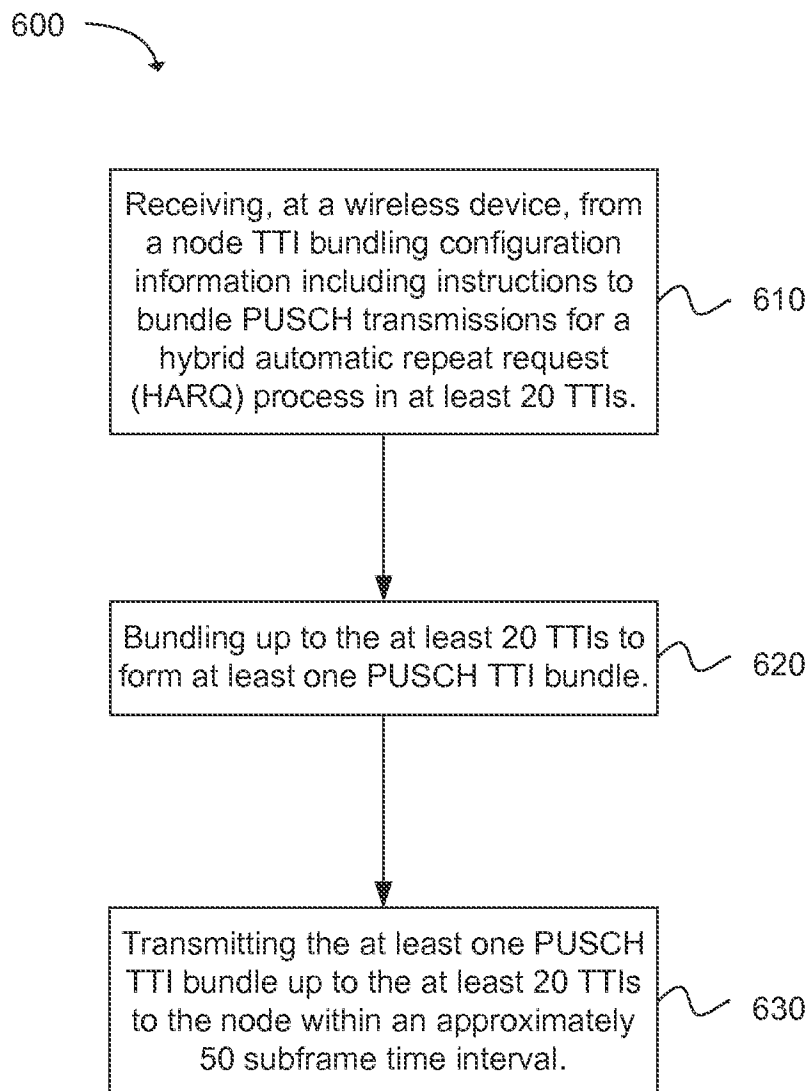 600
Receiving, at a wireless device, from
a node TTI bundling configuration
information including instructions to
bundle PUSCH transmissions for a
hybrid automatic repeat request
(HARQ) process in at least 20 TTIs.
610
Bundling up to the at least 20 TTIs to
form at least one PUSCH TTI bundle.
620
Transmitting the at least one PUSCH
TTI bundle up to the at least 20 TTIs
to the node within an approximately
50 subframe time interval.
630